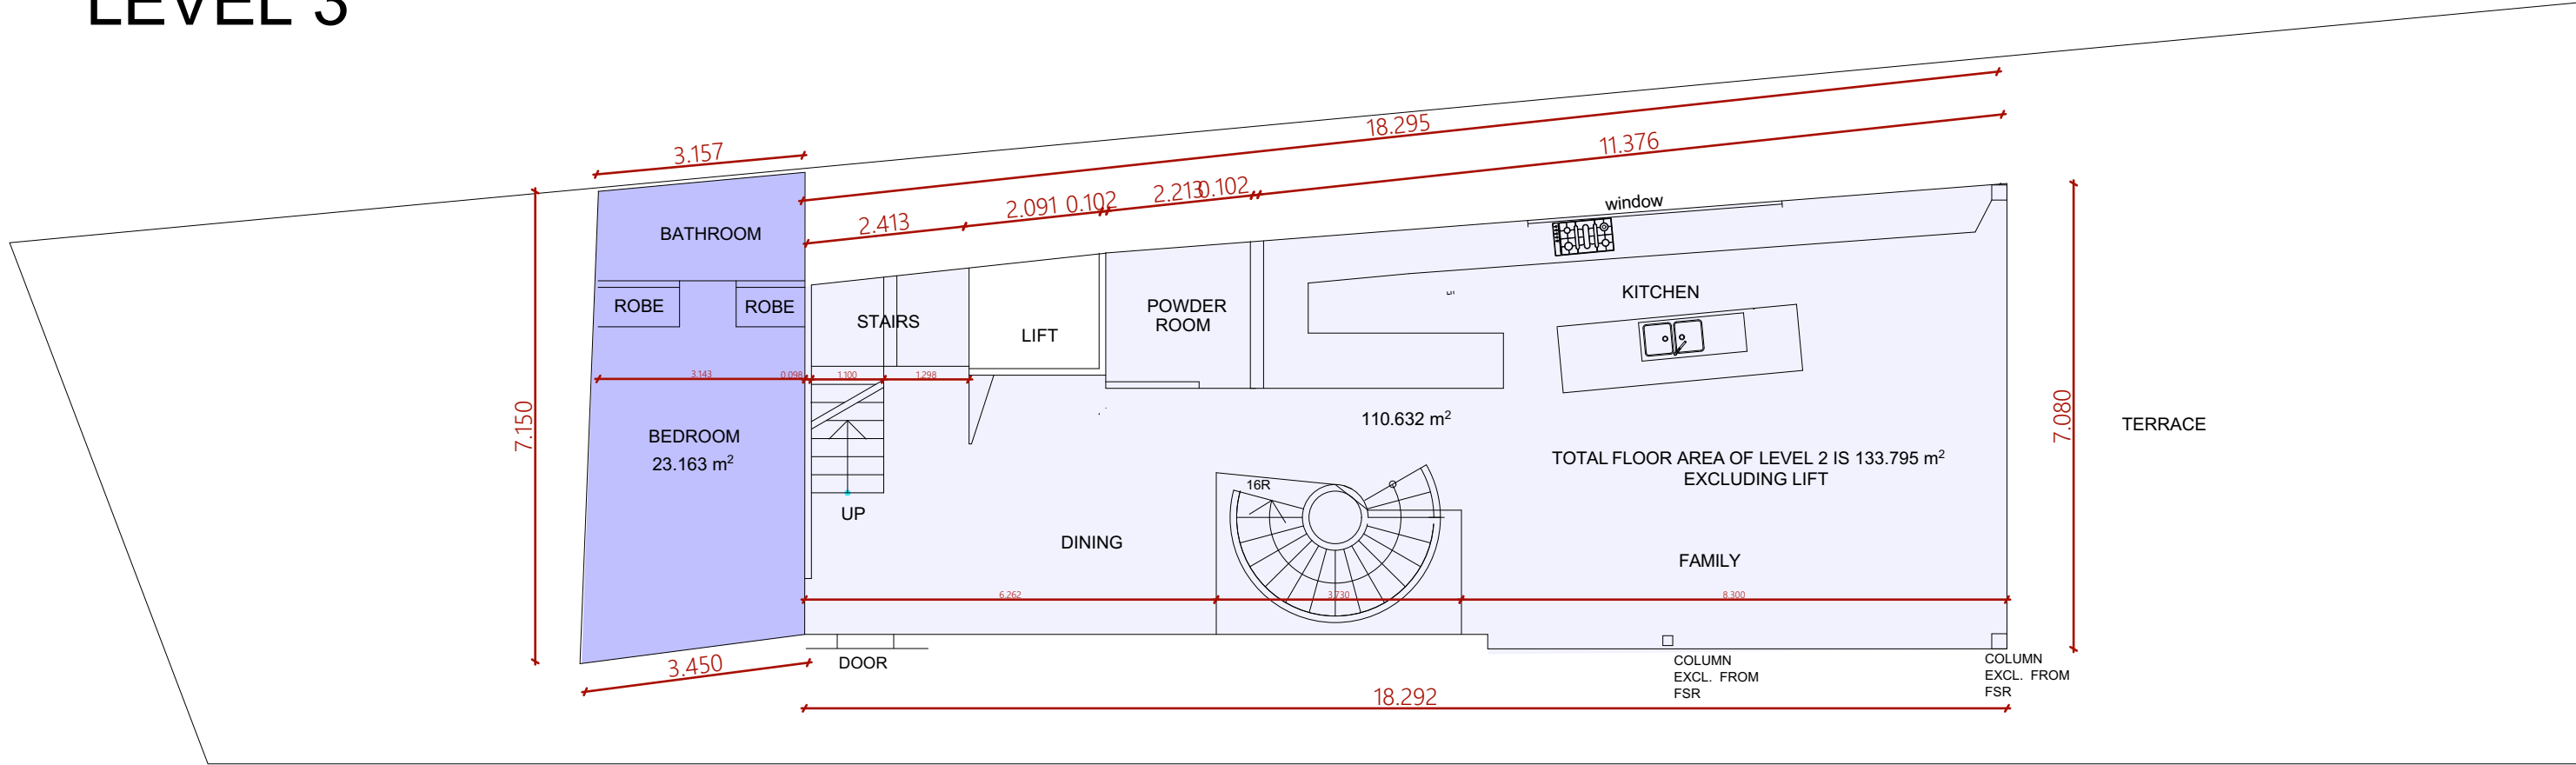 LEVEL 3
18.295
3.157
11.376
2.213
0.102
2.091
0.102
2.413
window
BATHROOM
ROBE
ROBE
STAIRS
LIFT
POWDER
ROOM
KITCHEN
3.143
0.098
1.100
1.298
7.150
7.080
BEDROOM
23.163 m²
110.632 m²
TERRACE
TOTAL FLOOR AREA OF LEVEL 2 IS 133.795 m²
EXCLUDING LIFT
16R
UP
DINING
FAMILY
6.262
3.730
8.300
3.450
DOOR
COLUMN
EXCL. FROM
FSR
COLUMN
EXCL. FROM
FSR
18.292